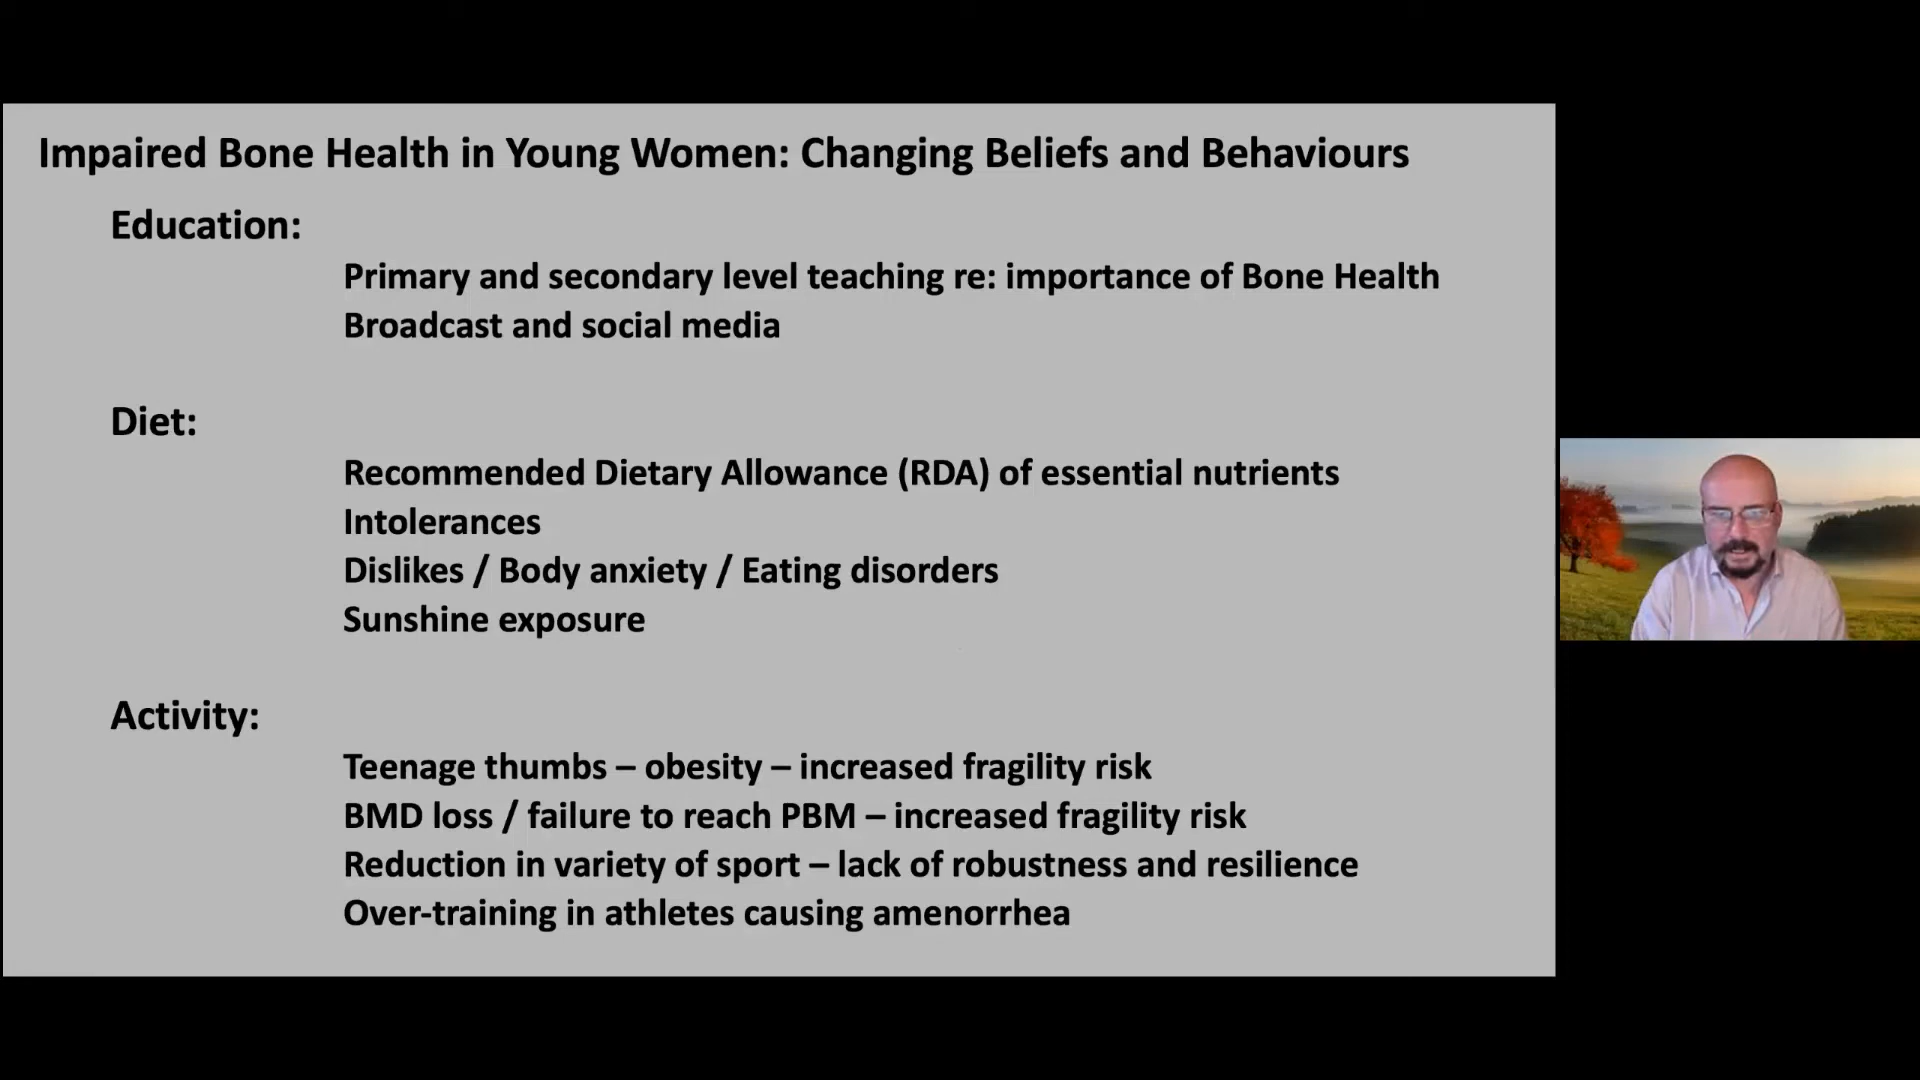 Impaired Bone Health in Young Women: Changing Beliefs and Behaviours
Education:
Primary and secondary level teaching re: importance of Bone Health
Broadcast and social media
Diet:
Recommended Dietary Allowance (RDA) of essential nutrients
Intolerances
Dislikes / Body anxiety / Eating disorders
Sunshine exposure
Activity:
Teenage thumbs – obesity – increased fragility risk
BMD loss / failure to reach PBM – increased fragility risk
Reduction in variety of sport – lack of robustness and resilience
Over-training in athletes causing amenorrhea